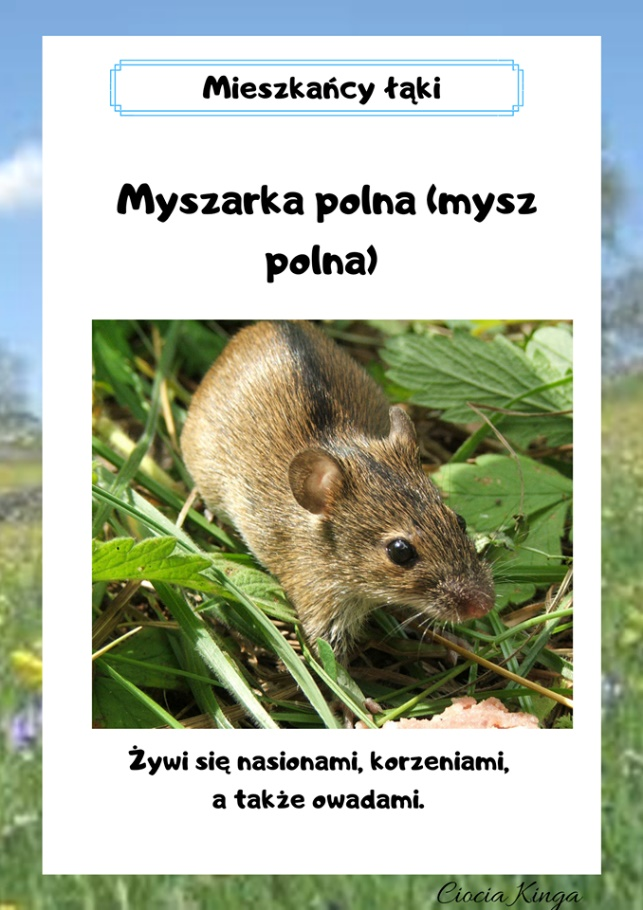 Mieszkańcy łąki
Myszarka polna (mysz
polna)
Żywi się nasionami, korzeniami,
a także owadami.
Ciocia Kinga